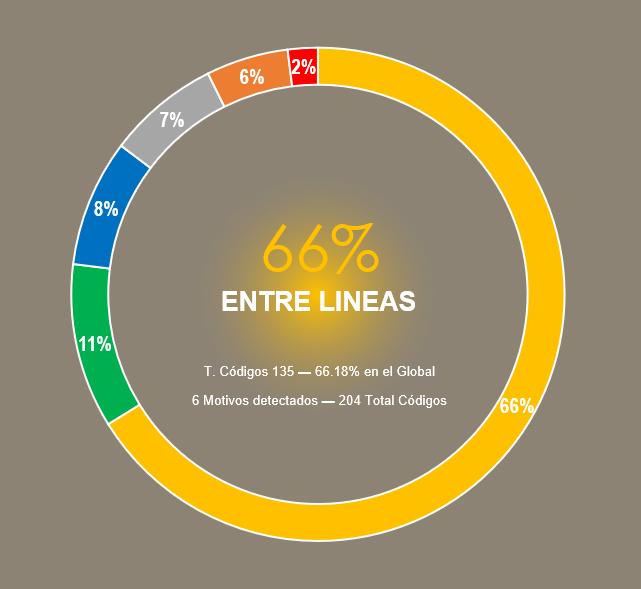 2%
6%
7%
8%
66%
ENTRE LINEAS
11%
T. Códigos 135 — 66.18% en el Global
6 Motivos detectados — 204 Total Códigos
66%